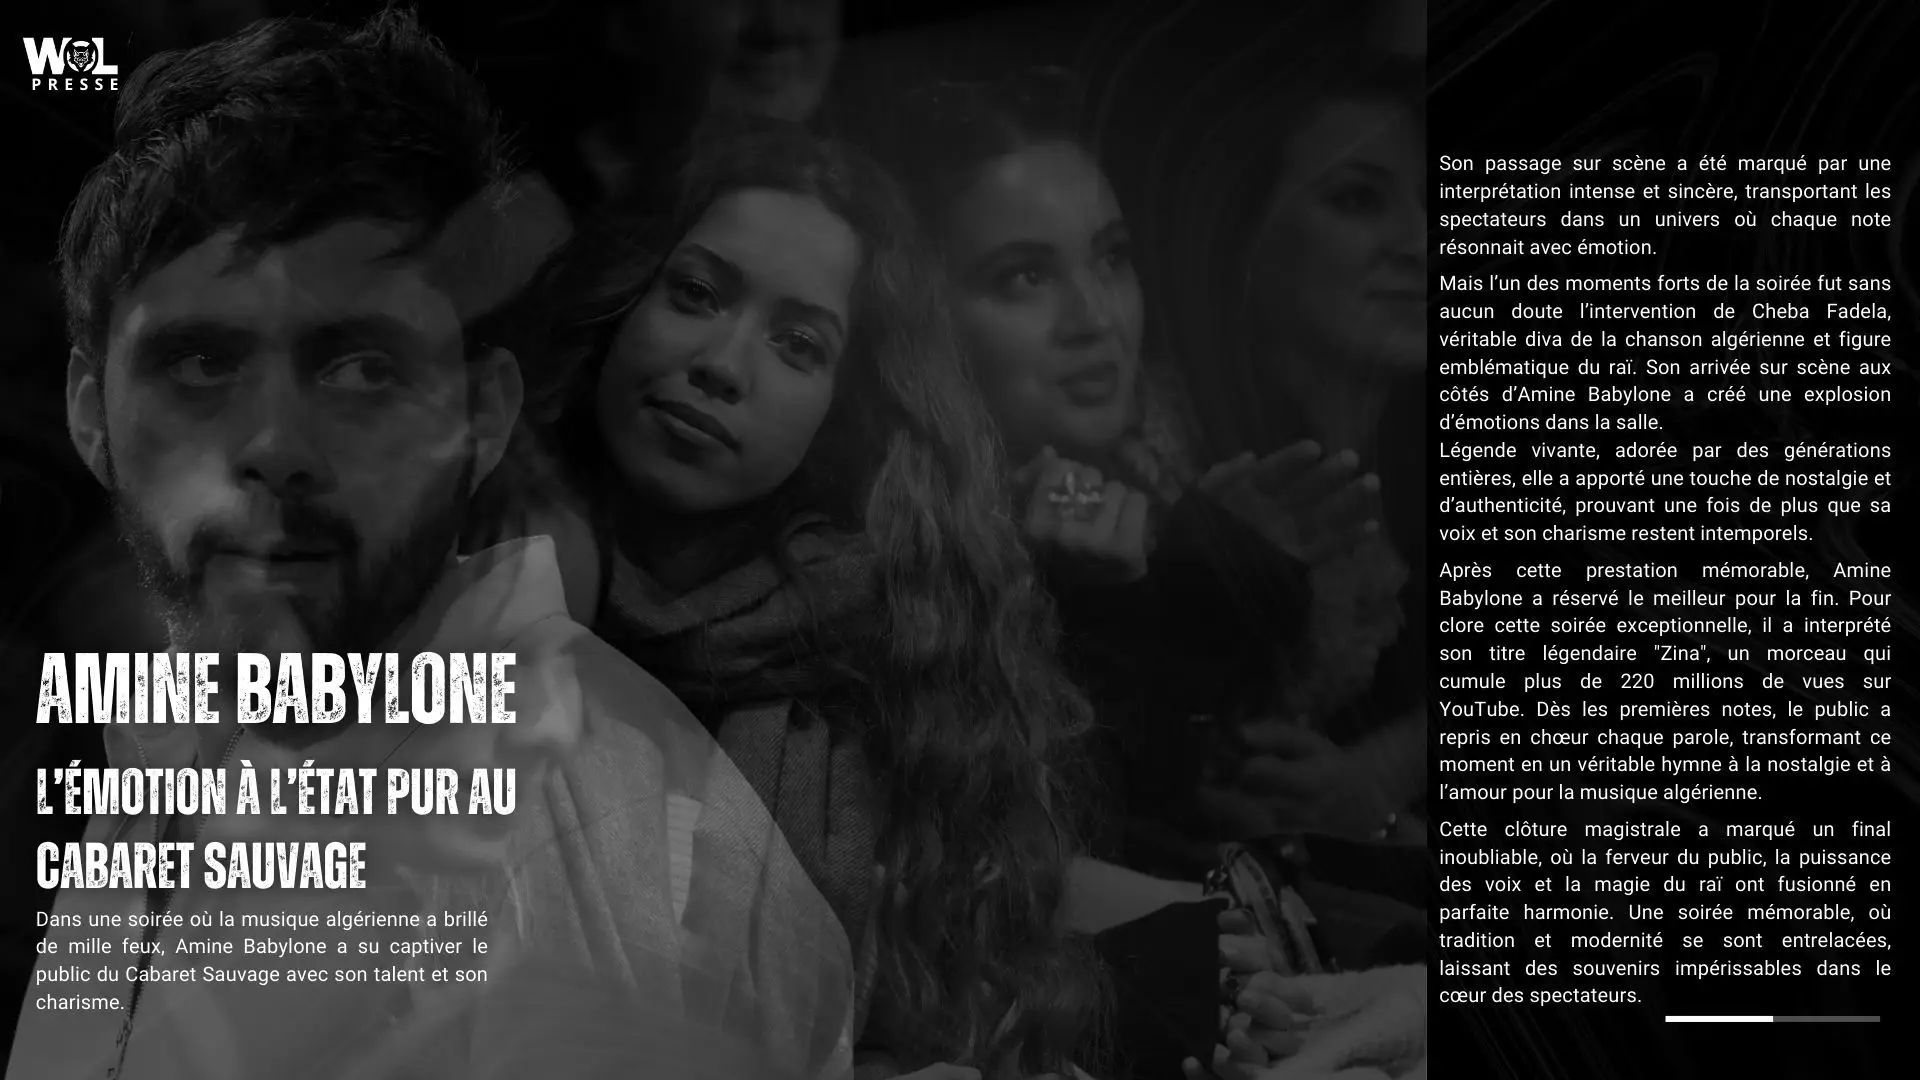 WOL
PRESSE
AMINE BABYLONE
L’ÉMOTION À L’ÉTAT PUR AU
CABARET SAUVAGE
Dans une soirée où la musique algérienne a brillé
de mille feux, Amine Babylone a su captiver le
public du Cabaret Sauvage avec son talent et son
charisme.
Son passage sur scène a été marqué par une
interprétation intense et sincère, transportant les
spectateurs dans un univers où chaque note
résonnait avec émotion.
Mais l’un des moments forts de la soirée fut sans
aucun doute l’intervention de Cheba Fadela,
véritable diva de la chanson algérienne et figure
emblématique du raï. Son arrivée sur scène aux
côtés d’Amine Babylone a créé une explosion
d’émotions dans la salle.
Légende vivante, adorée par des générations
entières, elle a apporté une touche de nostalgie et
d’authenticité, prouvant une fois de plus que sa
voix et son charisme restent intemporels.
Après cette prestation mémorable, Amine
Babylone a réservé le meilleur pour la fin. Pour
clore cette soirée exceptionnelle, il a interprété
son titre légendaire "Zina", un morceau qui
cumule plus de 220 millions de vues sur
YouTube. Dès les premières notes, le public a
repris en chœur chaque parole, transformant ce
moment en un véritable hymne à la nostalgie et à
l’amour pour la musique algérienne.
Cette clôture magistrale a marqué un final
inoubliable, où la ferveur du public, la puissance
des voix et la magie du raï ont fusionné en
parfaite harmonie. Une soirée mémorable, où
tradition et modernité se sont entrelacées,
laissant des souvenirs impérissables dans le
cœur des spectateurs.